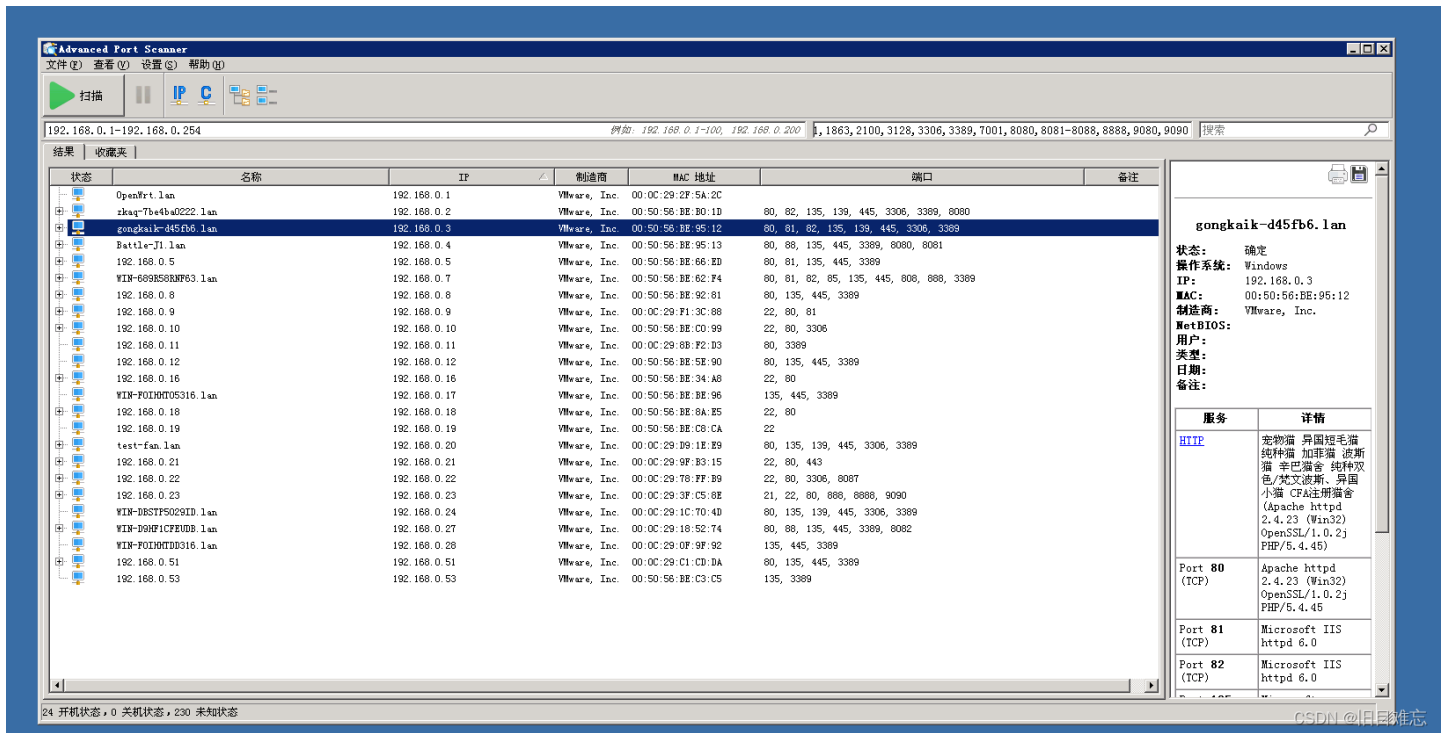 Advanced Port Scanner
文件(F) 查看(V) 设置(S) 帮助(H)
扫描 IP C
192.168.0.1-192.168.0.254 例如: 192.168.0.1-100, 192.168.0.200 1,1863,2100,3128,3306,3389,7001,8080,8081-8088,8888,9080,9090 搜索
结果 收藏夹
状态 名称 IP 制造商 MAC 地址 端口 备注
OpenWrt.lan 192.168.0.1 VMware, Inc. 00:0C:29:2F:5A:2C
zkaq-7be4ba0222.lan 192.168.0.2 VMware, Inc. 00:50:56:BE:B0:1D 80, 82, 135, 139, 445, 3306, 3389, 8080
gongkaik-d45fb6.lan 192.168.0.3 VMware, Inc. 00:50:56:BE:95:12 80, 81, 82, 135, 139, 445, 3306, 3389
Battle-J1.lan 192.168.0.4 VMware, Inc. 00:50:56:BE:95:13 80, 88, 135, 445, 3389, 8080, 8081
192.168.0.5 192.168.0.5 VMware, Inc. 00:50:56:BE:66:ED 80, 81, 135, 445, 3389
WIN-689R58RNF63.lan 192.168.0.7 VMware, Inc. 00:50:56:BE:62:F4 80, 81, 82, 85, 135, 445, 808, 888, 3389
192.168.0.8 192.168.0.8 VMware, Inc. 00:50:56:BE:92:81 80, 135, 445, 3389
192.168.0.9 192.168.0.9 VMware, Inc. 00:0C:29:F1:3C:88 22, 80, 81
192.168.0.10 192.168.0.10 VMware, Inc. 00:50:56:BE:C0:99 22, 80, 3306
192.168.0.11 192.168.0.11 VMware, Inc. 00:0C:29:8B:F2:D3 80, 3389
192.168.0.12 192.168.0.12 VMware, Inc. 00:50:56:BE:5E:90 80, 135, 445, 3389
192.168.0.16 192.168.0.16 VMware, Inc. 00:50:56:BE:34:A8 22, 80
WIN-FOIHHTO5316.lan 192.168.0.17 VMware, Inc. 00:50:56:BE:BE:96 135, 445, 3389
192.168.0.18 192.168.0.18 VMware, Inc. 00:50:56:BE:8A:E5 22, 80
192.168.0.19 192.168.0.19 VMware, Inc. 00:50:56:BE:C8:CA 22
test-fan.lan 192.168.0.20 VMware, Inc. 00:0C:29:D9:1E:E9 80, 135, 139, 445, 3306, 3389
192.168.0.21 192.168.0.21 VMware, Inc. 00:0C:29:9F:B3:15 22, 80, 443
192.168.0.22 192.168.0.22 VMware, Inc. 00:0C:29:78:FF:B9 22, 80, 3306, 8087
192.168.0.23 192.168.0.23 VMware, Inc. 00:0C:29:3F:C5:8E 21, 22, 80, 888, 8888, 9090
WIN-DBSTP5O29ID.lan 192.168.0.24 VMware, Inc. 00:0C:29:1C:70:4D 80, 135, 139, 445, 3306, 3389
WIN-D9HF1CFEUDB.lan 192.168.0.27 VMware, Inc. 00:0C:29:18:52:74 80, 88, 135, 445, 3389, 8082
WIN-FOIHHTDD316.lan 192.168.0.28 VMware, Inc. 00:0C:29:0F:9F:92 135, 445, 3389
192.168.0.51 192.168.0.51 VMware, Inc. 00:0C:29:C1:CD:DA 80, 135, 445, 3389
192.168.0.53 192.168.0.53 VMware, Inc. 00:50:56:BE:C3:C5 135, 3389
gongkaik-d45fb6.lan
状态: 确定
操作系统: Windows
IP: 192.168.0.3
MAC: 00:50:56:BE:95:12
制造商: VMware, Inc.
NetBIOS:
用户:
类型:
日期:
备注:
服务 详情
HTTP 宠物猫 异国短毛猫
纯种猫 加菲猫 波斯
猫 辛巴猫舍 纯种双
色/梵文波斯、异国
小猫 CFA注册猫舍
(Apache httpd
2.4.23 (Win32)
OpenSSL/1.0.2j
PHP/5.4.45)
Port 80 Apache httpd
(TCP) 2.4.23 (Win32)
OpenSSL/1.0.2j
PHP/5.4.45
Port 81 Microsoft IIS
(TCP) httpd 6.0
Port 82 Microsoft IIS
(TCP) httpd 6.0
24 开机状态,0 关机状态,230 未知状态
CSDN @旧目难忘